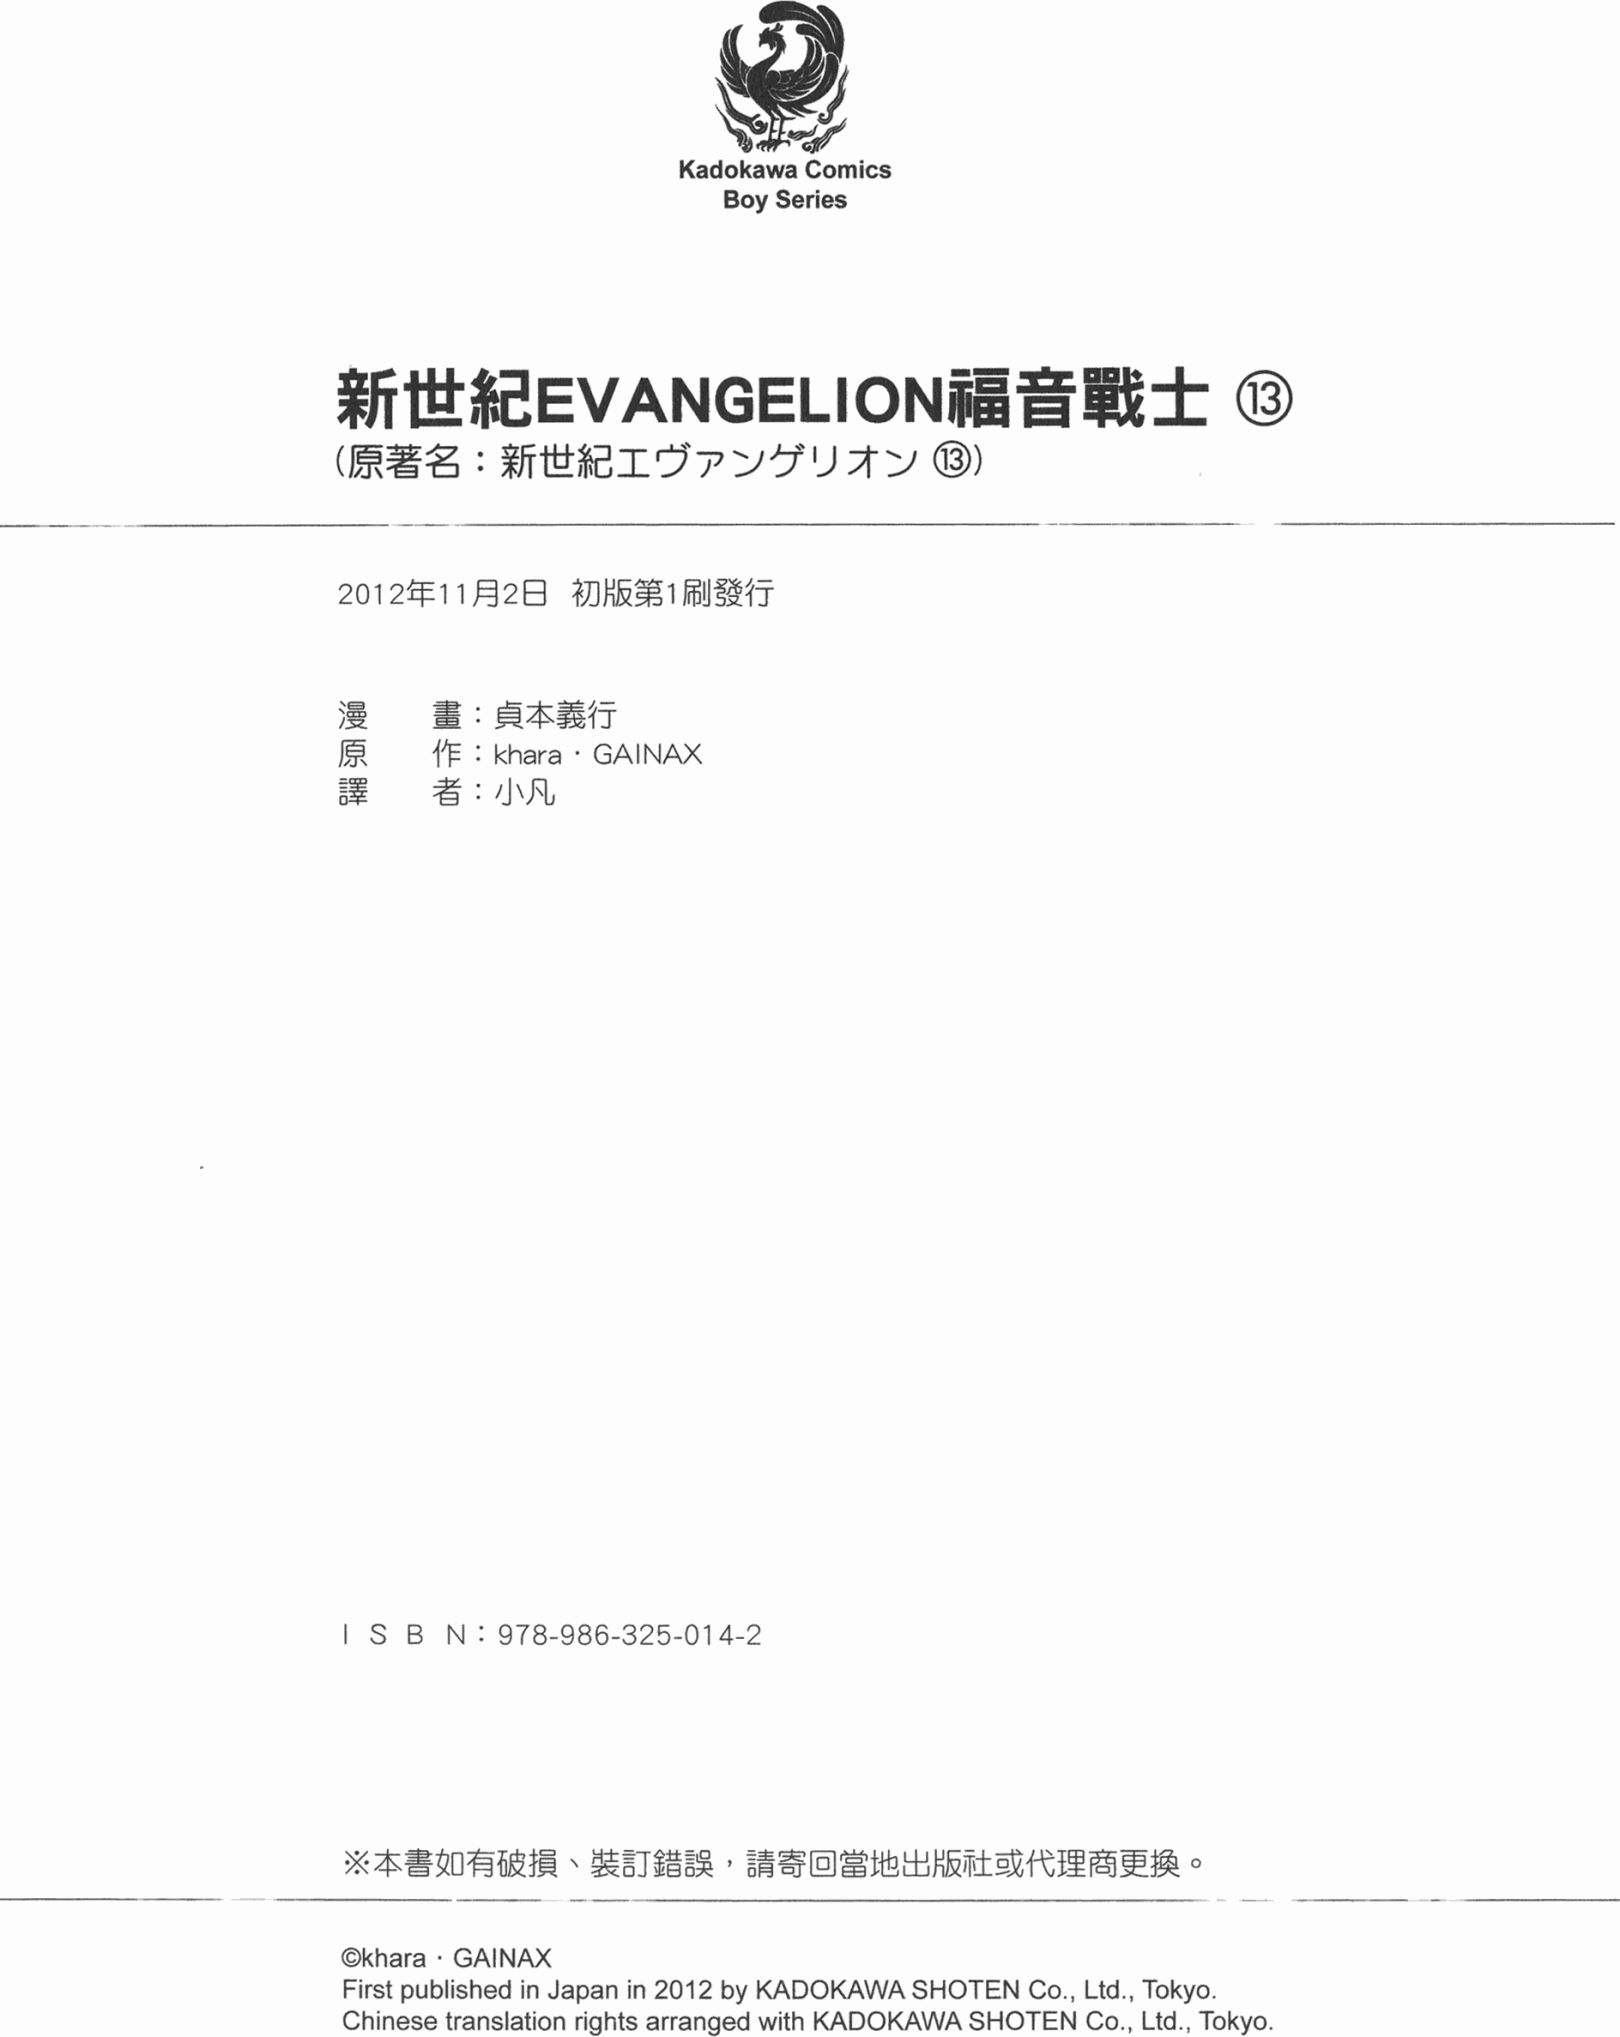 Kadokawa Comics
Boy Series
新世紀EVANGELION福音戰士 ⑬
(原著名：新世紀エヴァンゲリオン ⑬)
2012年11月2日 初版第1刷發行
漫 畫：貞本義行
原 作：khara・GAINAX
譯 者：小凡
I S B N：978-986-325-014-2
※本書如有破損、裝訂錯誤，請寄回當地出版社或代理商更換。
©khara・GAINAX
First published in Japan in 2012 by KADOKAWA SHOTEN Co., Ltd., Tokyo.
Chinese translation rights arranged with KADOKAWA SHOTEN Co., Ltd., Tokyo.